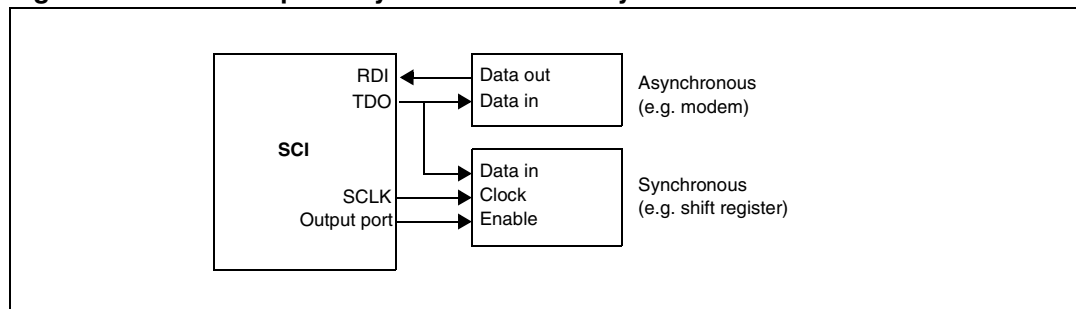 RDI
TDO
SCI
SCLK
Output port
Data out
Data in
Asynchronous
(e.g. modem)
Data in
Clock
Enable
Synchronous
(e.g. shift register)